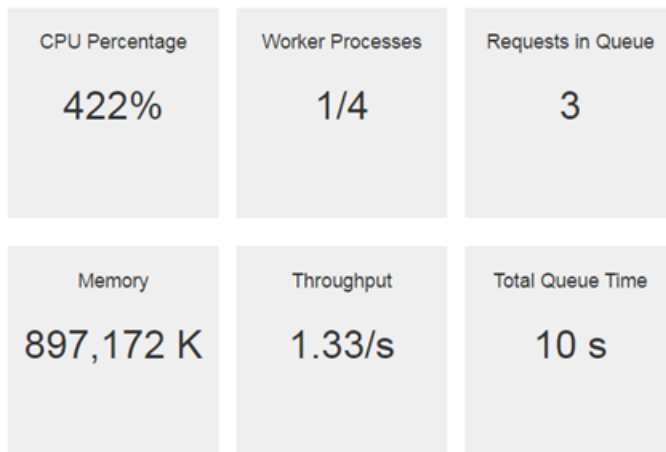 CPU Percentage
422%
Worker Processes
1/4
Requests in Queue
3
Memory
897,172 K
Throughput
1.33/s
Total Queue Time
10 s